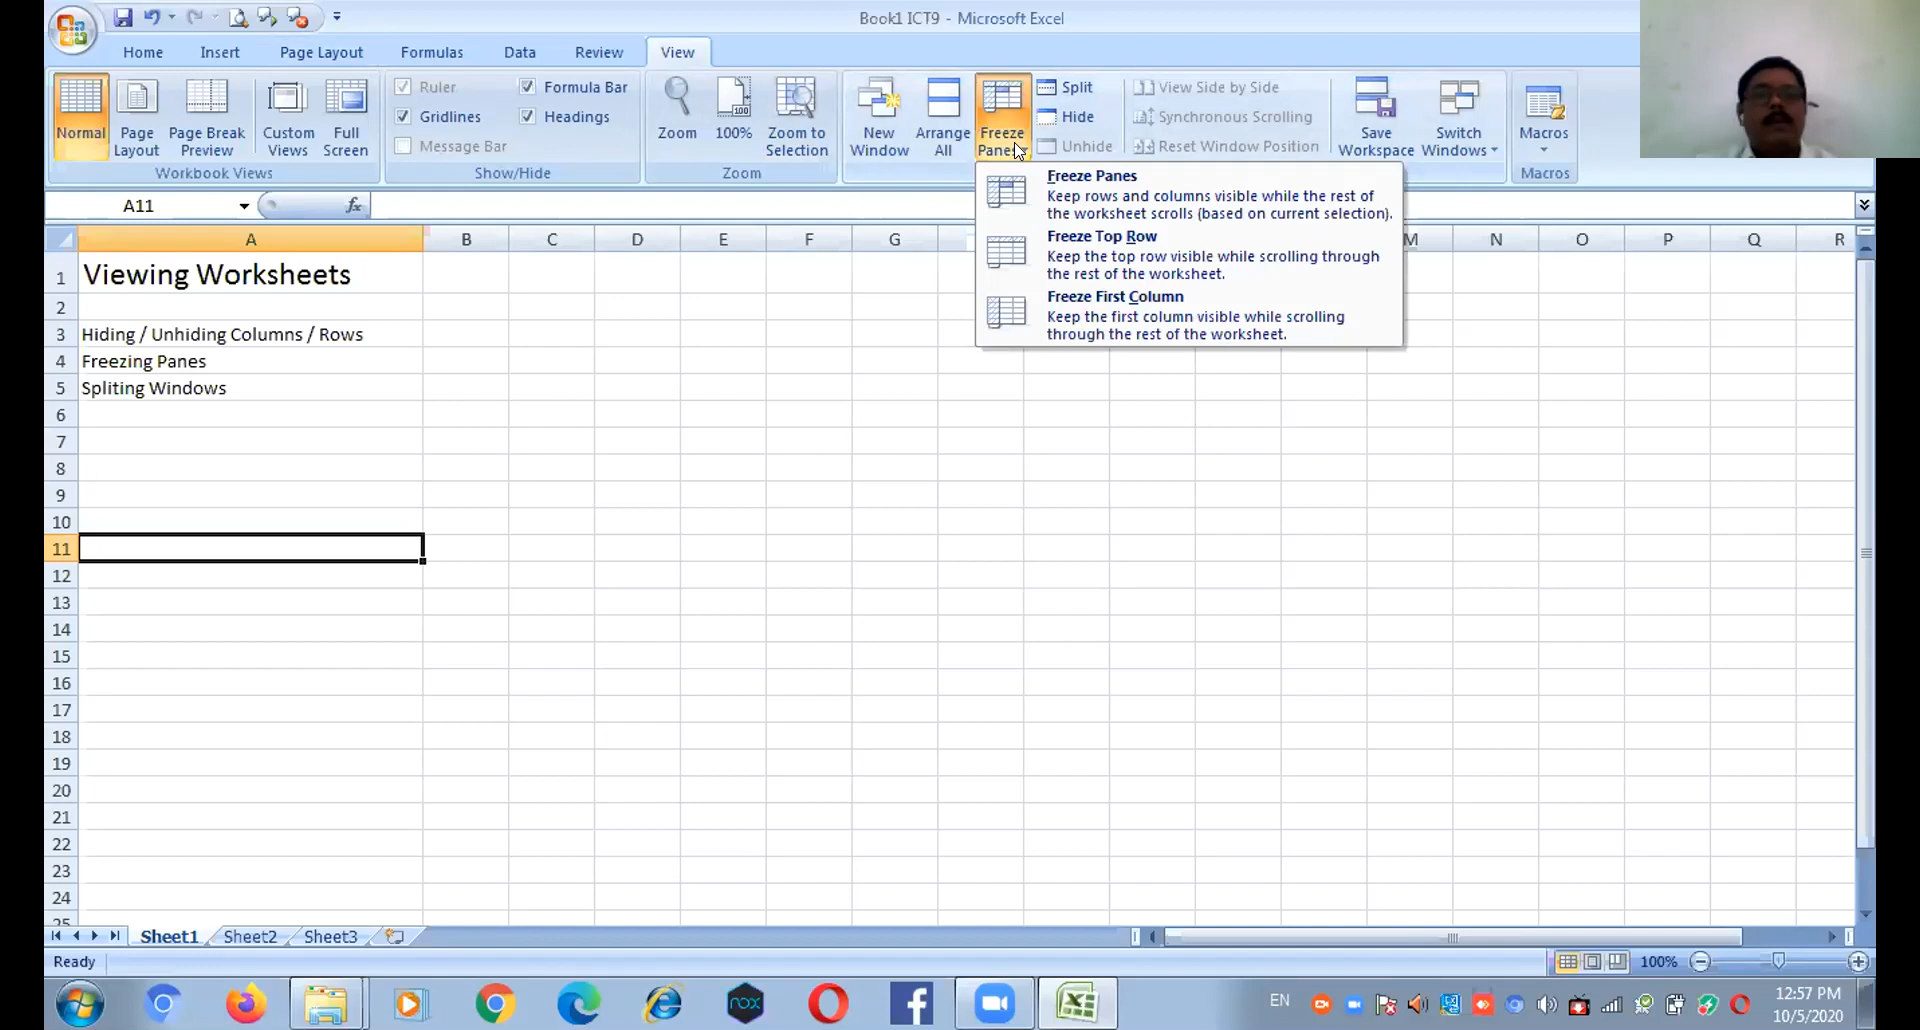 Book1 ICT9 - Microsoft Excel
Home Insert Page Layout Formulas Data Review View
Normal
Page Layout
Page Break Preview
Custom Views
Full Screen
Workbook Views
Ruler
Gridlines
Message Bar
Formula Bar
Headings
Show/Hide
Zoom
100%
Zoom to Selection
Zoom
New Window
Arrange All
Freeze Panes
Split
Hide
Unhide
View Side by Side
Synchronous Scrolling
Reset Window Position
Save Workspace
Switch Windows
Macros
Macros
Freeze Panes
Keep rows and columns visible while the rest of
the worksheet scrolls (based on current selection).
Freeze Top Row
Keep the top row visible while scrolling through
the rest of the worksheet.
Freeze First Column
Keep the first column visible while scrolling
through the rest of the worksheet.
A11 fx
A B C D E F G M N O P Q R
1 Viewing Worksheets
2
3 Hiding / Unhiding Columns / Rows
4 Freezing Panes
5 Spliting Windows
6
7
8
9
10
11
12
13
14
15
16
17
18
19
20
21
22
23
24
25
Sheet1 Sheet2 Sheet3
Ready 100%
nox
EN
12:57 PM
10/5/2020